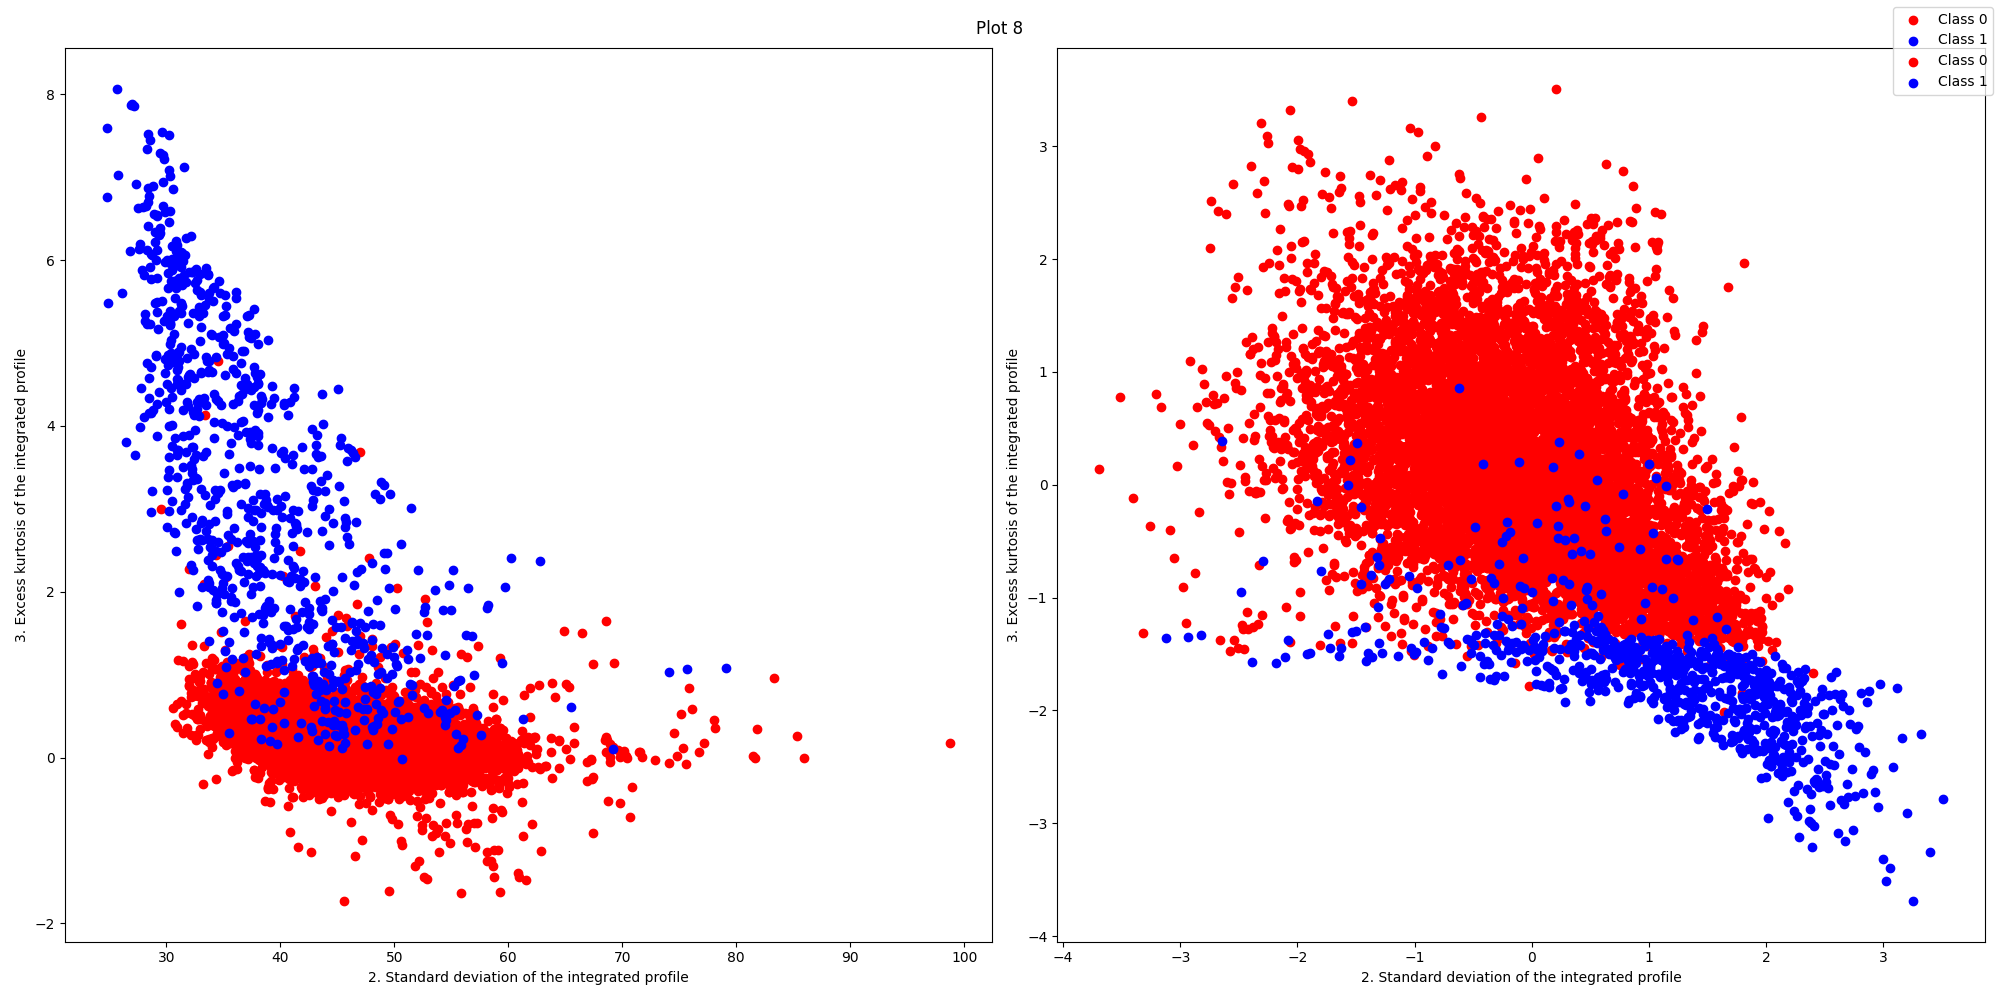 Plot 8
Class 0
Class 1
Class 0
Class 1
3. Excess kurtosis of the integrated profile
8
6
4
2
0
−2
30 40 50 60 70 80 90 100
2. Standard deviation of the integrated profile
3. Excess kurtosis of the integrated profile
3
2
1
0
−1
−2
−3
−4
−4 −3 −2 −1 0 1 2 3
2. Standard deviation of the integrated profile